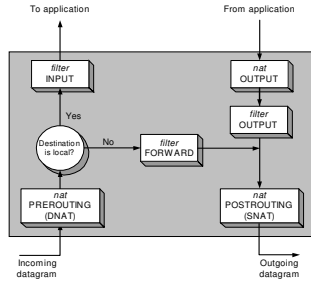 To application
From application
filter
INPUT
nat
OUTPUT
filter
OUTPUT
Yes
Destination
is local?
No
filter
FORWARD
nat
PREROUTING
(DNAT)
nat
POSTROUTING
(SNAT)
Incoming
datagram
Outgoing
datagram